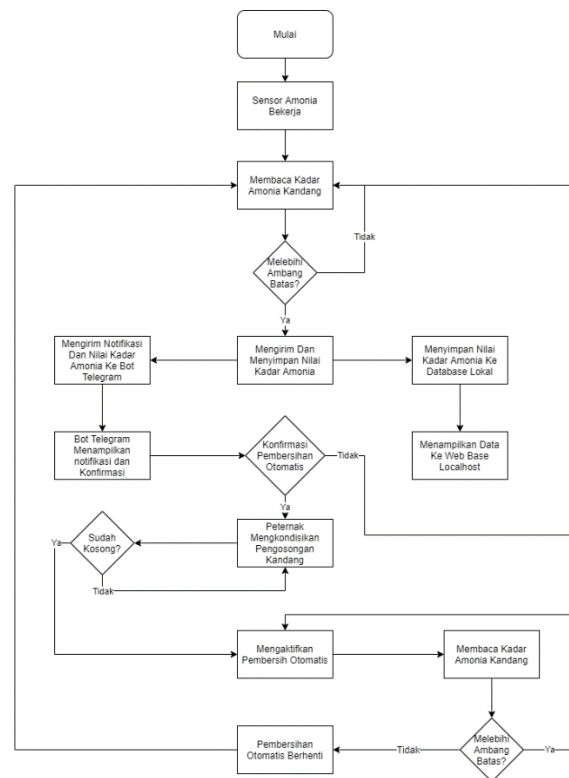 Mulai
Sensor Amonia
Bekerja
Membaca Kadar
Amonia Kandang
Tidak
Melebihi
Ambang
Batas?
Ya
Mengirim Notifikasi
Dan Nilai Kadar
Amonia Ke Bot
Telegram
Mengirim Dan
Menyimpan Nilai
Kadar Amonia
Menyimpan Nilai
Kadar Amonia Ke
Database Lokal
Bot Telegram
Menampilkan
notifikasi dan
Konfirmasi
Konfirmasi
Pembersihan
Otomatis
Tidak
Menampilkan Data
Ke Web Base
Localhost
Ya
Sudah
Kosong?
Ya
Tidak
Peternak
Mengkondisikan
Pengosongan
Kandang
Mengaktifkan
Pembersih Otomatis
Membaca Kadar
Amonia Kandang
Pembersihan
Otomatis Berhenti
Tidak
Melebihi
Ambang
Batas?
Ya